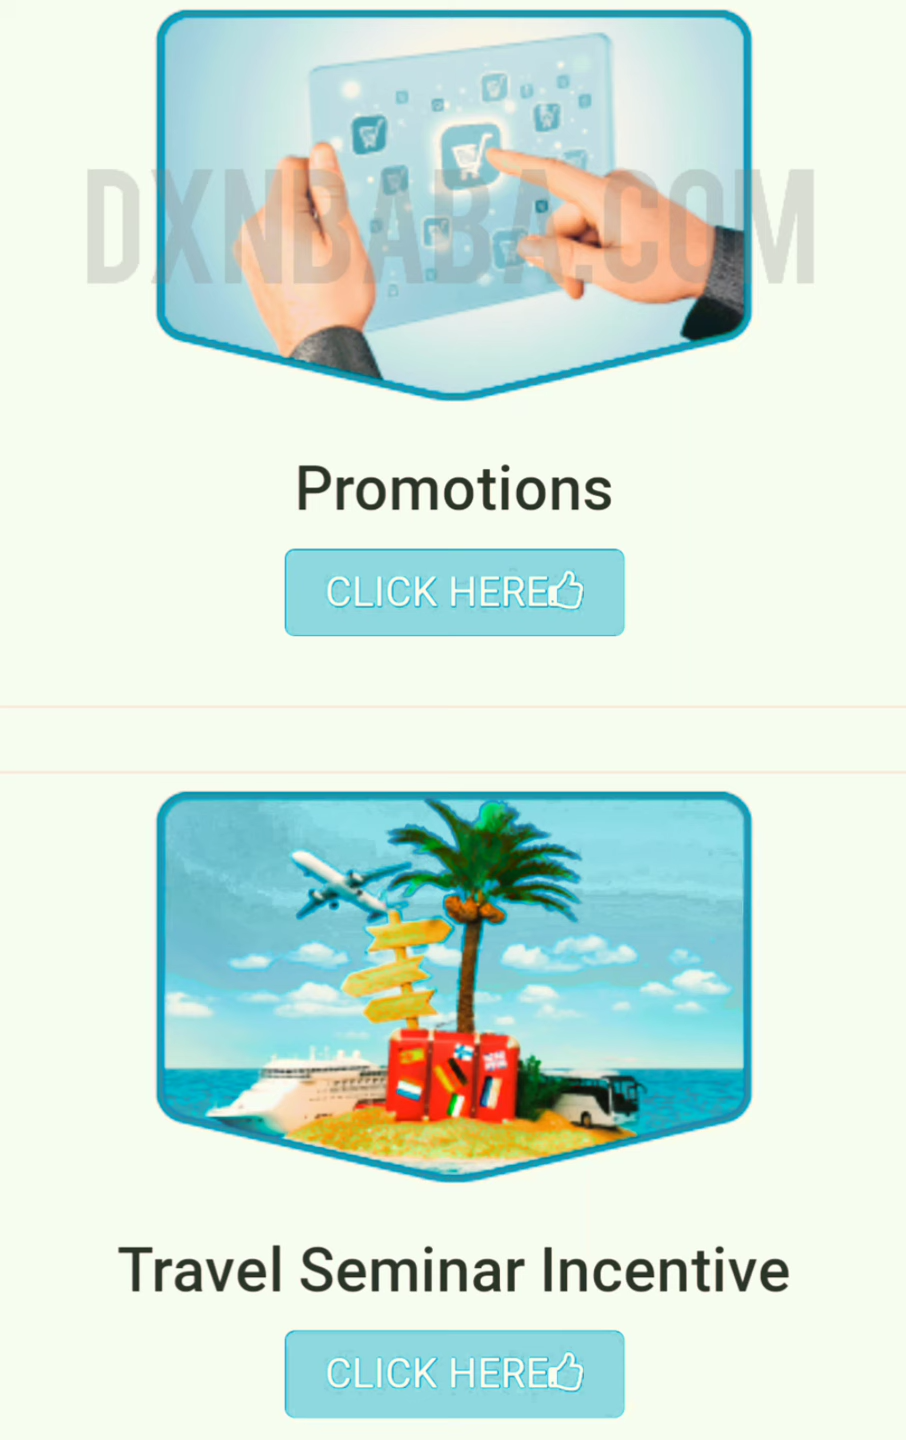 DXNBABA.COM
Promotions
CLICK HERE
Travel Seminar Incentive
CLICK HERE